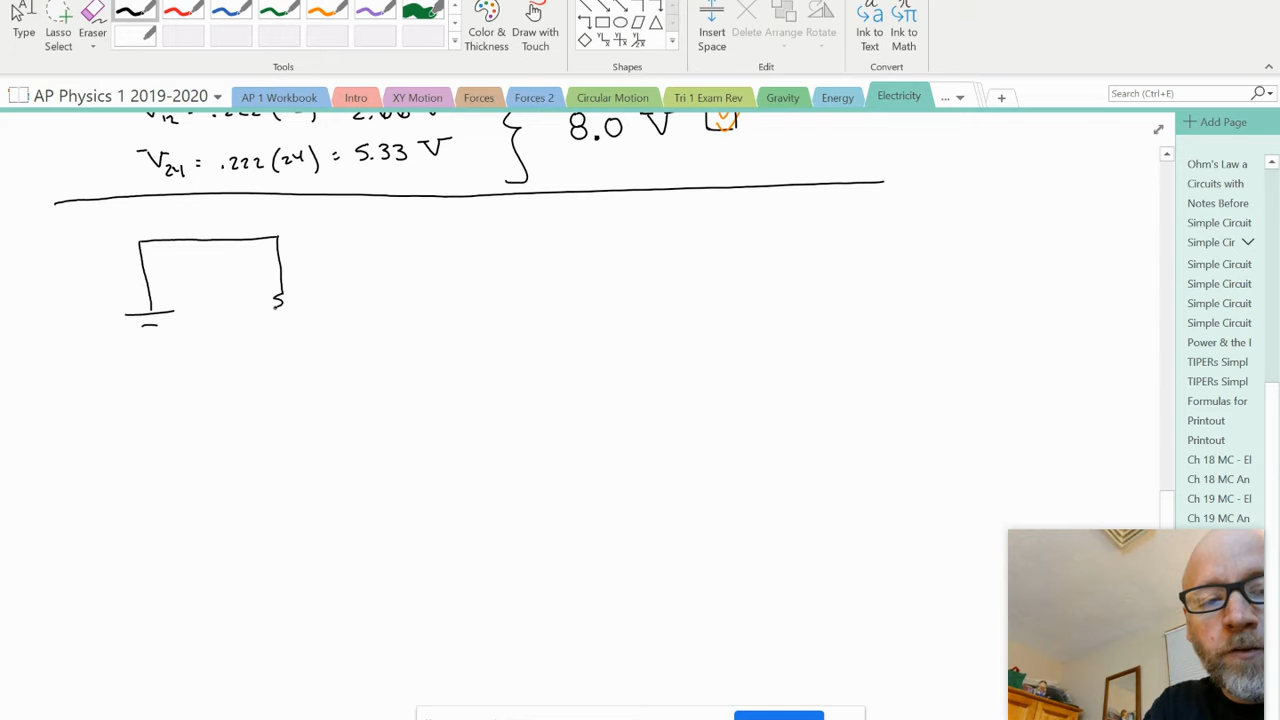 Type
Lasso Select
Eraser
Color & Thickness
Draw with Touch
Insert Space
Delete
Arrange
Rotate
Ink to Text
Ink to Math
Tools
Shapes
Edit
Convert
AP Physics 1 2019-2020
AP 1 Workbook
Intro
XY Motion
Forces
Forces 2
Circular Motion
Tri 1 Exam Rev
Gravity
Energy
Electricity
...
Search (Ctrl+E)
Add Page
8.0 V
V24 = .222 (24) = 5.33 V
Ohm's Law a
Circuits with
Notes Before
Simple Circuit
Simple Cir
Simple Circuit
Simple Circuit
Simple Circuit
Simple Circuit
Power & the I
TIPERs Simpl
TIPERs Simpl
Formulas for
Printout
Printout
Ch 18 MC - El
Ch 18 MC An
Ch 19 MC - El
Ch 19 MC An